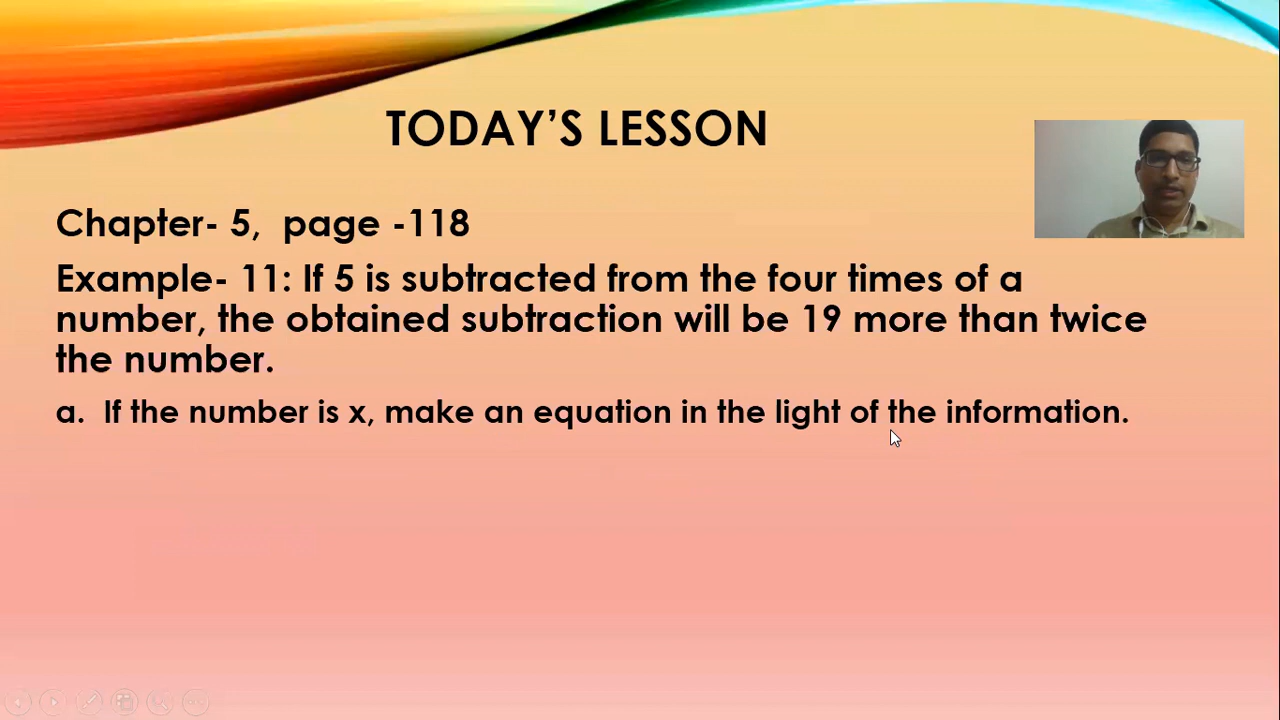 TODAY'S LESSON
Chapter- 5, page -118
Example- 11: If 5 is subtracted from the four times of a
number, the obtained subtraction will be 19 more than twice
the number.
a. If the number is x, make an equation in the light of the information.